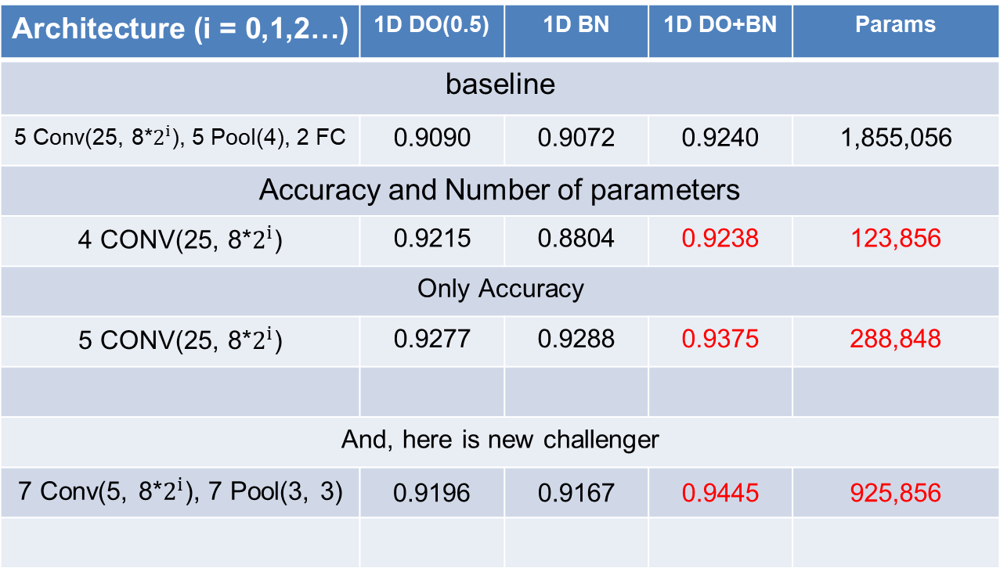 Architecture (i = 0,1,2…) 1D DO(0.5) 1D BN 1D DO+BN Params
baseline
5 Conv(25, 8*2ⁱ), 5 Pool(4), 2 FC 0.9090 0.9072 0.9240 1,855,056
Accuracy and Number of parameters
4 CONV(25, 8*2ⁱ) 0.9215 0.8804 0.9238 123,856
Only Accuracy
5 CONV(25, 8*2ⁱ) 0.9277 0.9288 0.9375 288,848
And, here is new challenger
7 Conv(5, 8*2ⁱ), 7 Pool(3, 3) 0.9196 0.9167 0.9445 925,856